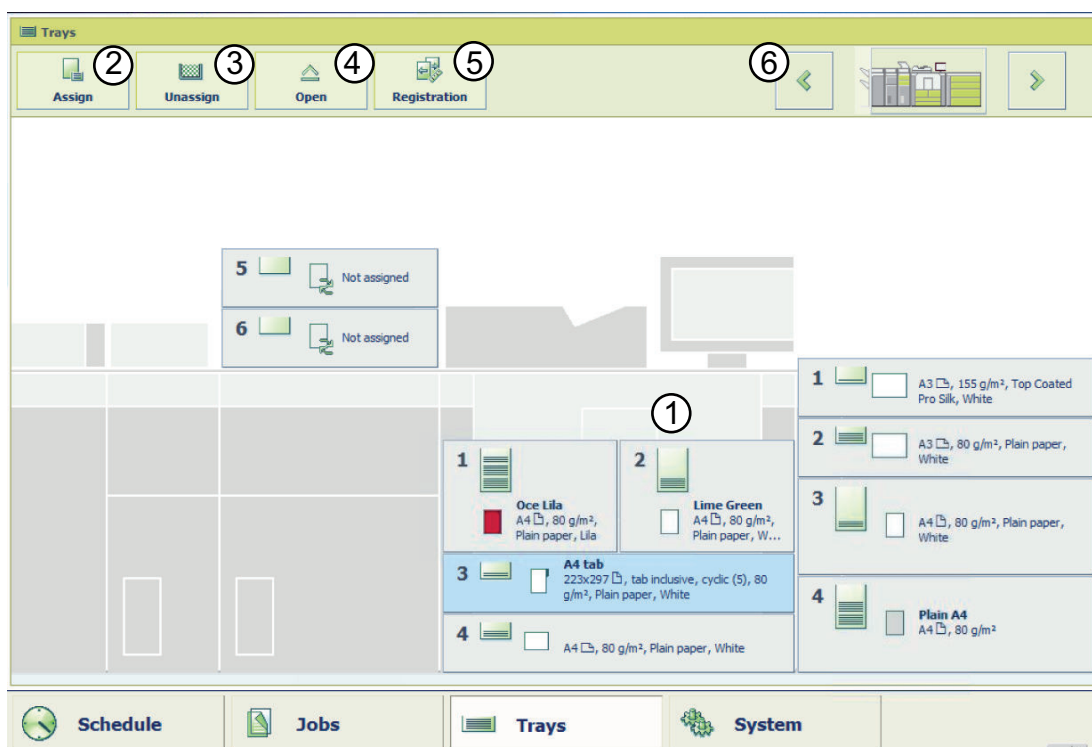 Trays
2
3
4
5
6
Assign
Unassign
Open
Registration
5
Not assigned
6
Not assigned
1
1
Oce Lila
A4, 80 g/m²,
Plain paper, Lila
2
Lime Green
A4, 80 g/m²,
Plain paper, W...
3
A4 tab
223x297, tab inclusive, cyclic (5), 80
g/m², Plain paper, White
4
A4, 80 g/m², Plain paper, White
1
A3, 155 g/m², Top Coated
Pro Silk, White
2
A3, 80 g/m², Plain paper,
White
3
A4, 80 g/m², Plain paper,
White
4
Plain A4
A4, 80 g/m²
Schedule
Jobs
Trays
System